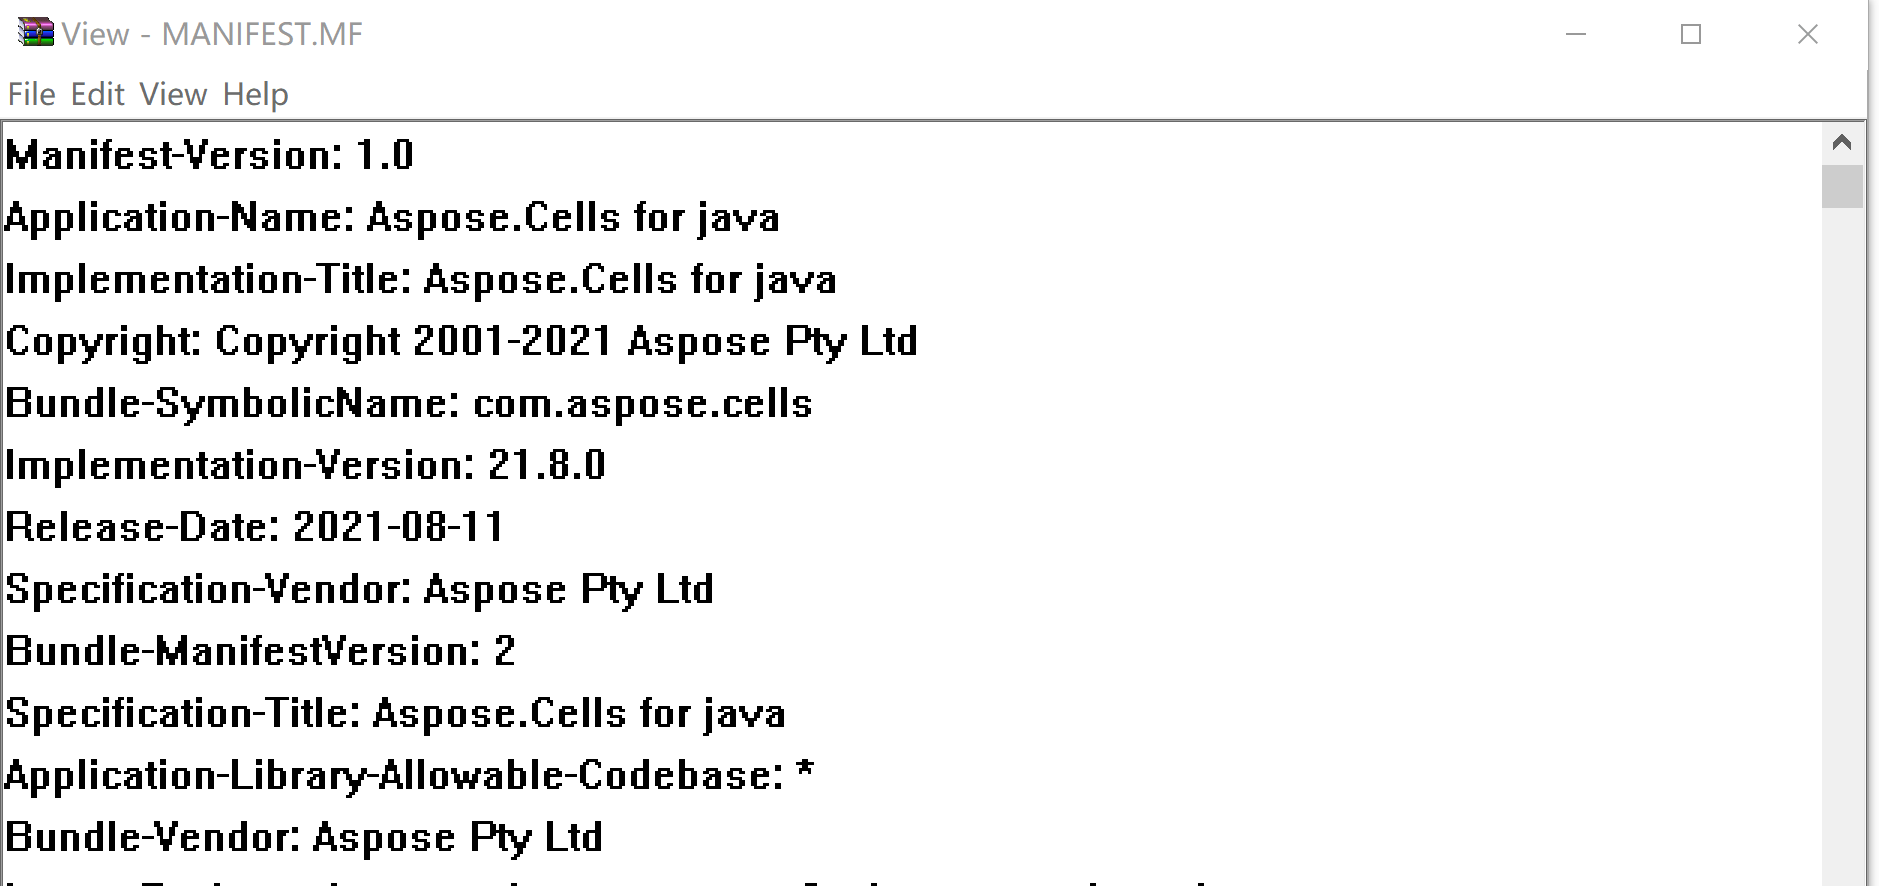 View - MANIFEST.MF
File Edit View Help
Manifest-Version: 1.0
Application-Name: Aspose.Cells for java
Implementation-Title: Aspose.Cells for java
Copyright: Copyright 2001-2021 Aspose Pty Ltd
Bundle-SymbolicName: com.aspose.cells
Implementation-Version: 21.8.0
Release-Date: 2021-08-11
Specification-Vendor: Aspose Pty Ltd
Bundle-ManifestVersion: 2
Specification-Title: Aspose.Cells for java
Application-Library-Allowable-Codebase: *
Bundle-Vendor: Aspose Pty Ltd